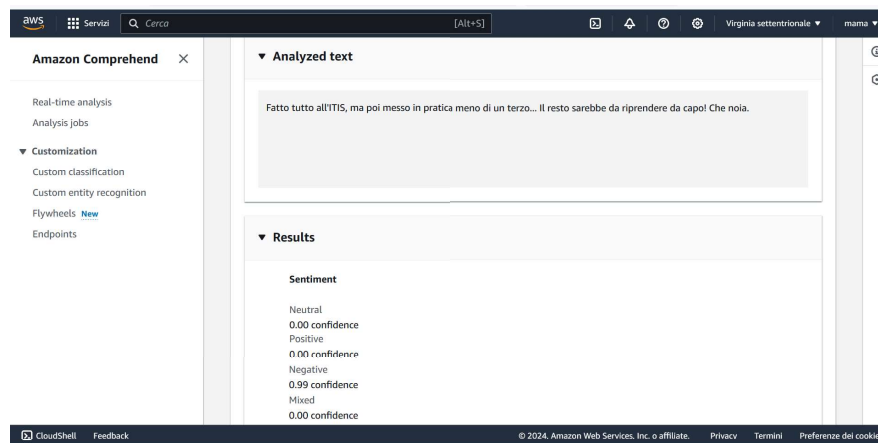 aws Servizi Cerca [Alt+S] Virginia settentrionale ▼ mama ▼
Amazon Comprehend
Real-time analysis
Analysis jobs
▼ Customization
Custom classification
Custom entity recognition
Flywheels New
Endpoints
▼ Analyzed text
Fatto tutto all'ITIS, ma poi messo in pratica meno di un terzo... Il resto sarebbe da riprendere da capo! Che noia.
▼ Results
Sentiment
Neutral
0.00 confidence
Positive
0.00 confidence
Negative
0.99 confidence
Mixed
0.00 confidence
CloudShell Feedback © 2024, Amazon Web Services, Inc. o affiliate. Privacy Termini Preferenze dei cookie